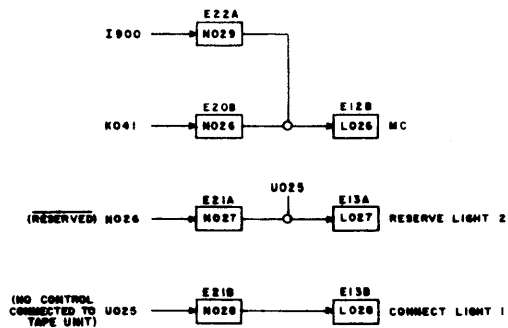 E22A
I900 N029
E20B E12B
K041 N026 L026 MC
U025
E21A E13A
(RESERVED) N026 N027 L027 RESERVE LIGHT 2
E21B E13B
(NO CONTROL
CONNECTED TO U025 N028 L028 CONNECT LIGHT 1
TAPE UNIT)